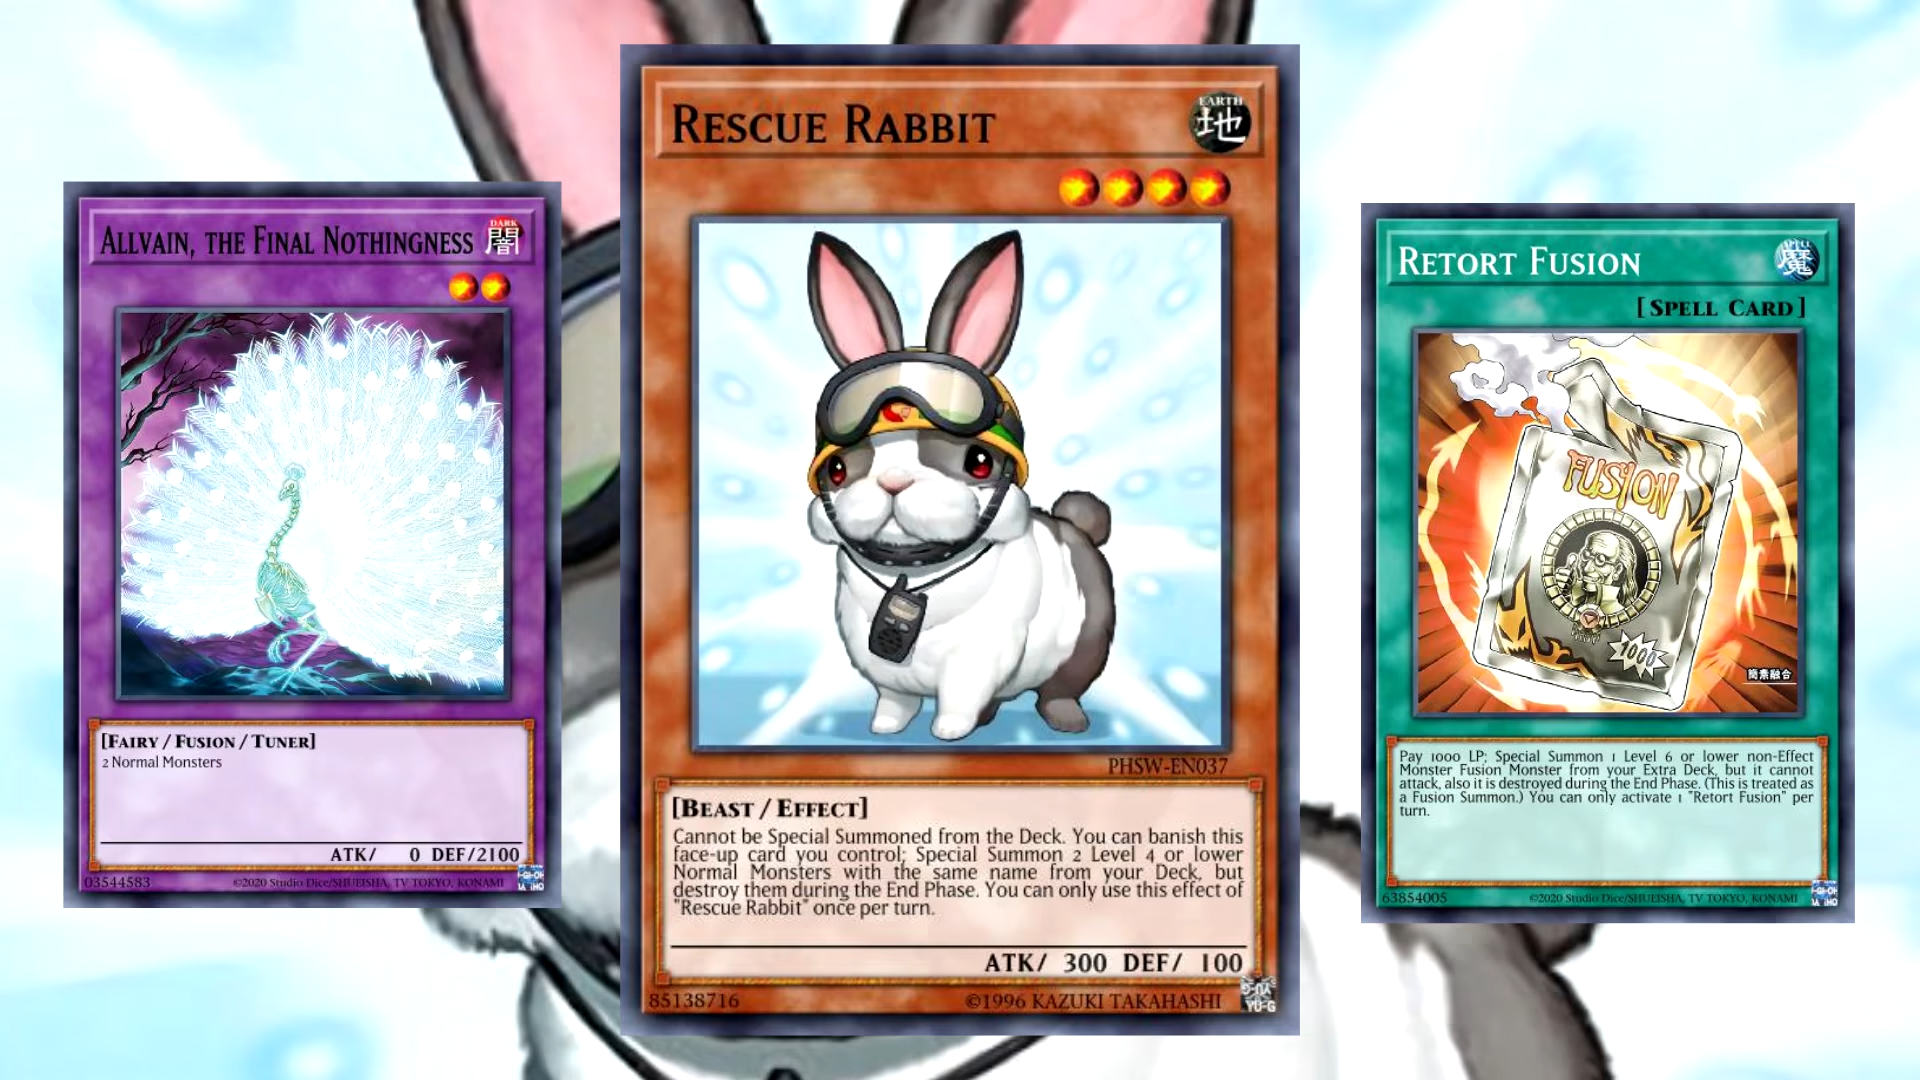 ALLVAIN, THE FINAL NOTHINGNESS
DARK
闇
[FAIRY / FUSION / TUNER]
2 Normal Monsters
ATK/ 0 DEF/2100
03544583 ©2020 Studio Dice/SHUEISHA, TV TOKYO, KONAMI
RESCUE RABBIT
EARTH
地
PHSW-EN037
[BEAST / EFFECT]
Cannot be Special Summoned from the Deck. You can banish this
face-up card you control; Special Summon 2 Level 4 or lower
Normal Monsters with the same name from your Deck, but
destroy them during the End Phase. You can only use this effect of
"Rescue Rabbit" once per turn.
ATK/ 300 DEF/ 100
85138716 ©1996 KAZUKI TAKAHASHI
RETORT FUSION
魔
[SPELL CARD]
FUSION
1000
簡素融合
Pay 1000 LP; Special Summon 1 Level 6 or lower non-Effect
Monster Fusion Monster from your Extra Deck, but it cannot
attack, also it is destroyed during the End Phase. (This is treated as
a Fusion Summon.) You can only activate 1 "Retort Fusion" per
turn.
63854005 ©2020 Studio Dice/SHUEISHA, TV TOKYO, KONAMI